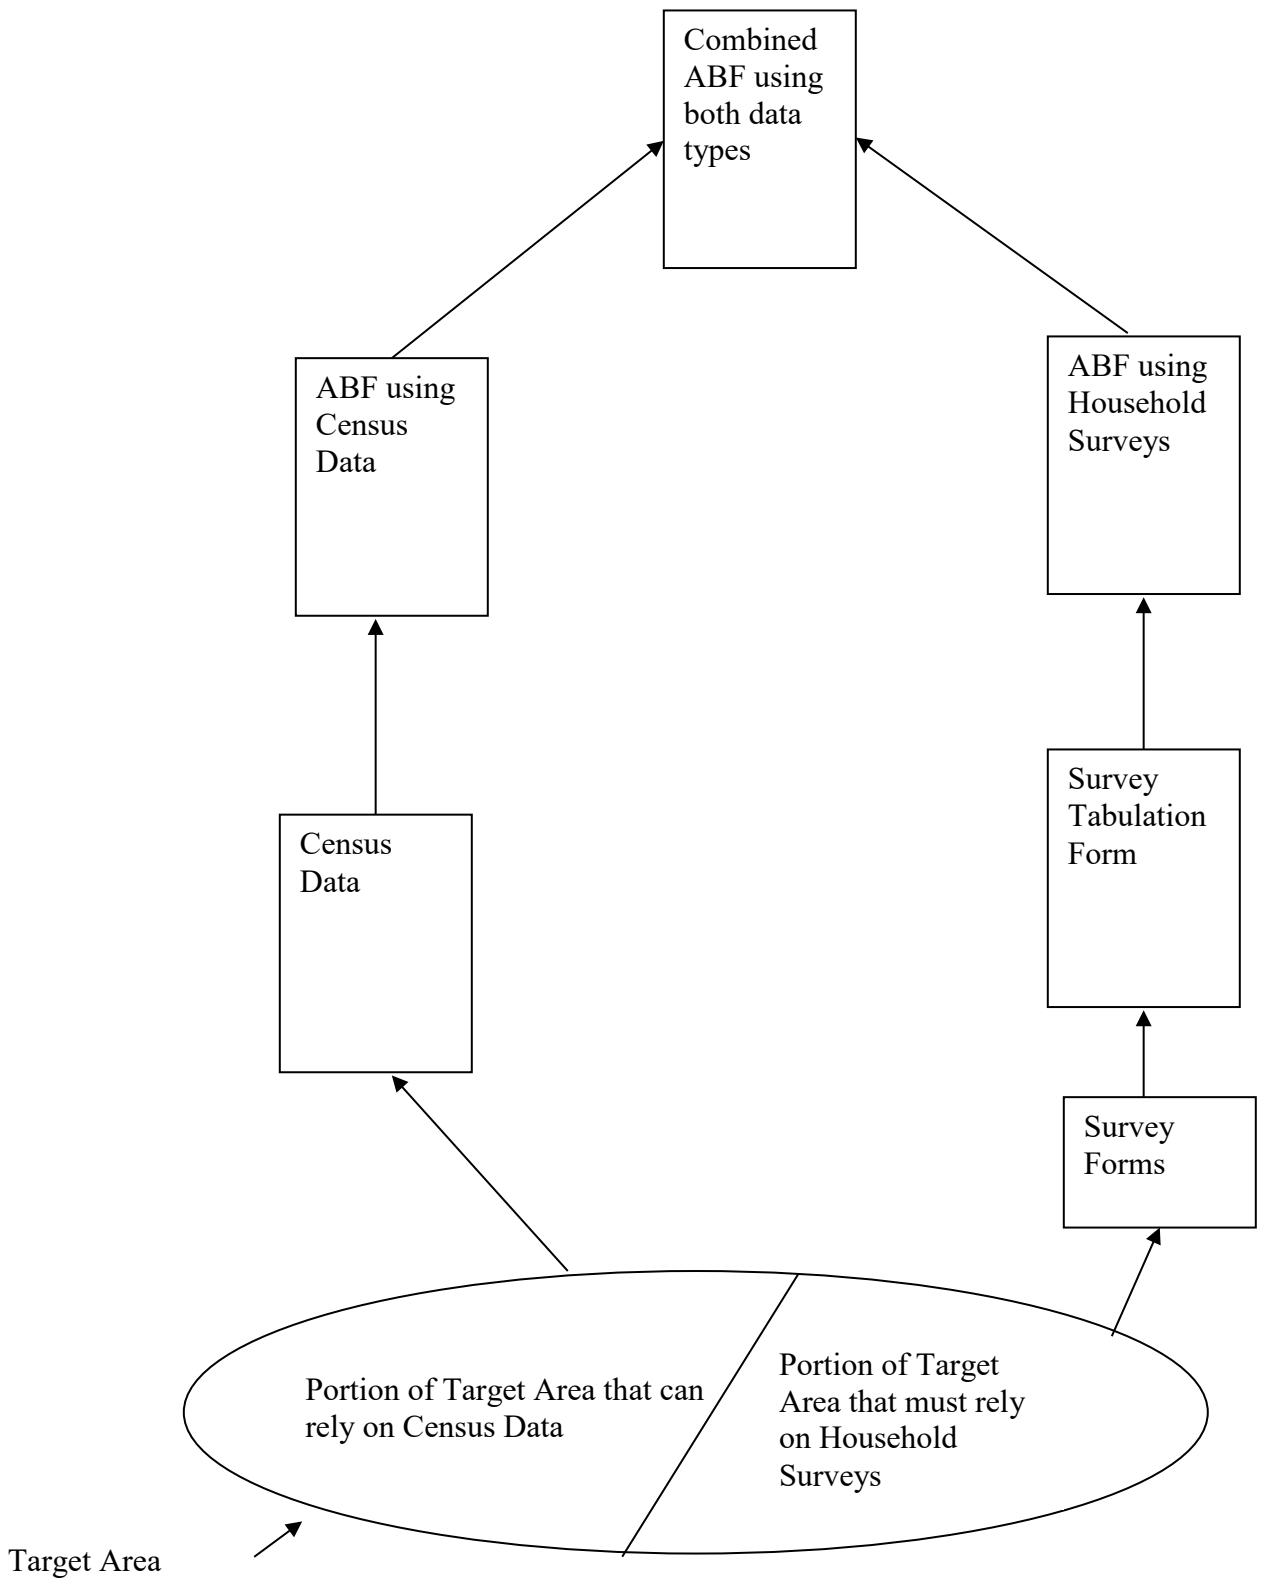 Combined
ABF using
both data
types
ABF using
Census
Data
ABF using
Household
Surveys
Census
Data
Survey
Tabulation
Form
Survey
Forms
Portion of Target Area that can
rely on Census Data
Portion of Target
Area that must rely
on Household
Surveys
Target Area